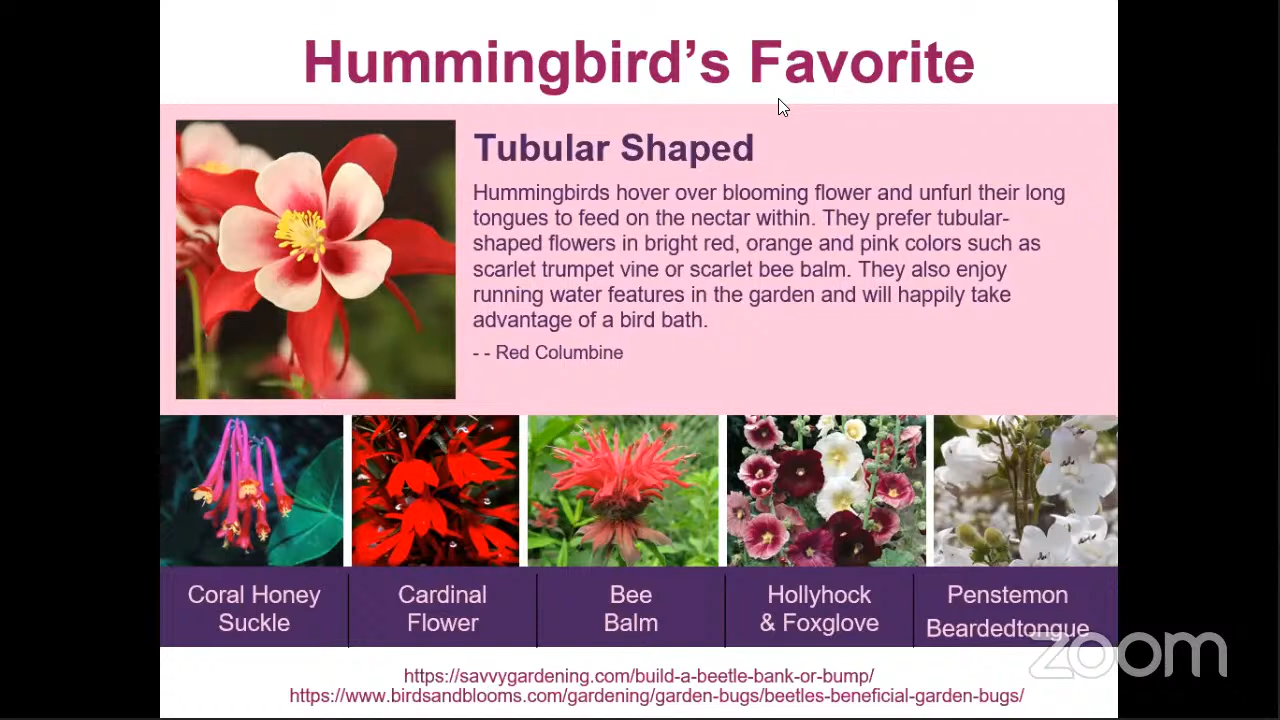 Hummingbird's Favorite
Tubular Shaped
Hummingbirds hover over blooming flower and unfurl their long
tongues to feed on the nectar within. They prefer tubular-
shaped flowers in bright red, orange and pink colors such as
scarlet trumpet vine or scarlet bee balm. They also enjoy
running water features in the garden and will happily take
advantage of a bird bath.
- - Red Columbine
Coral Honey
Suckle
Cardinal
Flower
Bee
Balm
Hollyhock
& Foxglove
Penstemon
Beardedtongue
zoom
https://savvygardening.com/build-a-beetle-bank-or-bump/
https://www.birdsandblooms.com/gardening/garden-bugs/beetles-beneficial-garden-bugs/